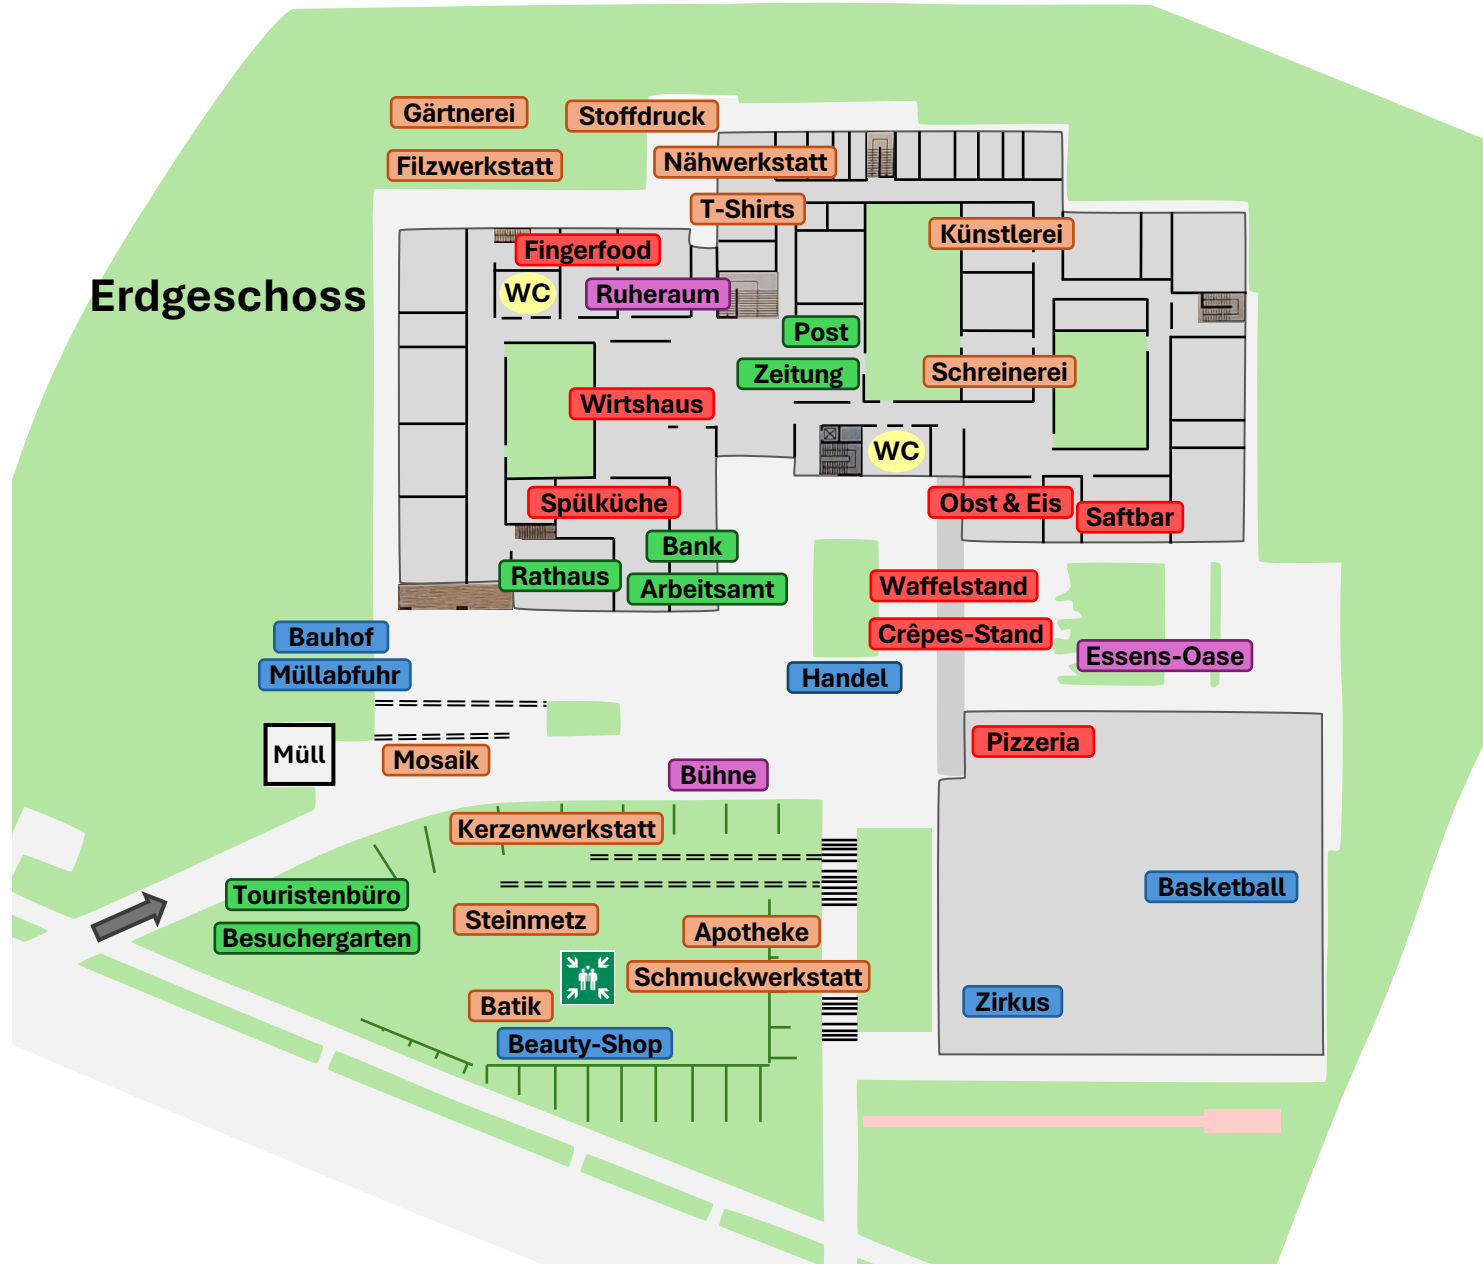 Gärtnerei
Stoffdruck
Filzwerkstatt
Nähwerkstatt
T-Shirts
Künstlerei
Fingerfood
Erdgeschoss
WC
Ruheraum
Post
Zeitung
Schreinerei
Wirtshaus
WC
Spülküche
Obst & Eis
Saftbar
Bank
Rathaus
Arbeitsamt
Waffelstand
Bauhof
Crêpes-Stand
Essens-Oase
Müllabfuhr
Handel
Müll
Mosaik
Pizzeria
Bühne
Kerzenwerkstatt
Touristenbüro
Basketball
Steinmetz
Apotheke
Besuchergarten
Schmuckwerkstatt
Batik
Zirkus
Beauty-Shop